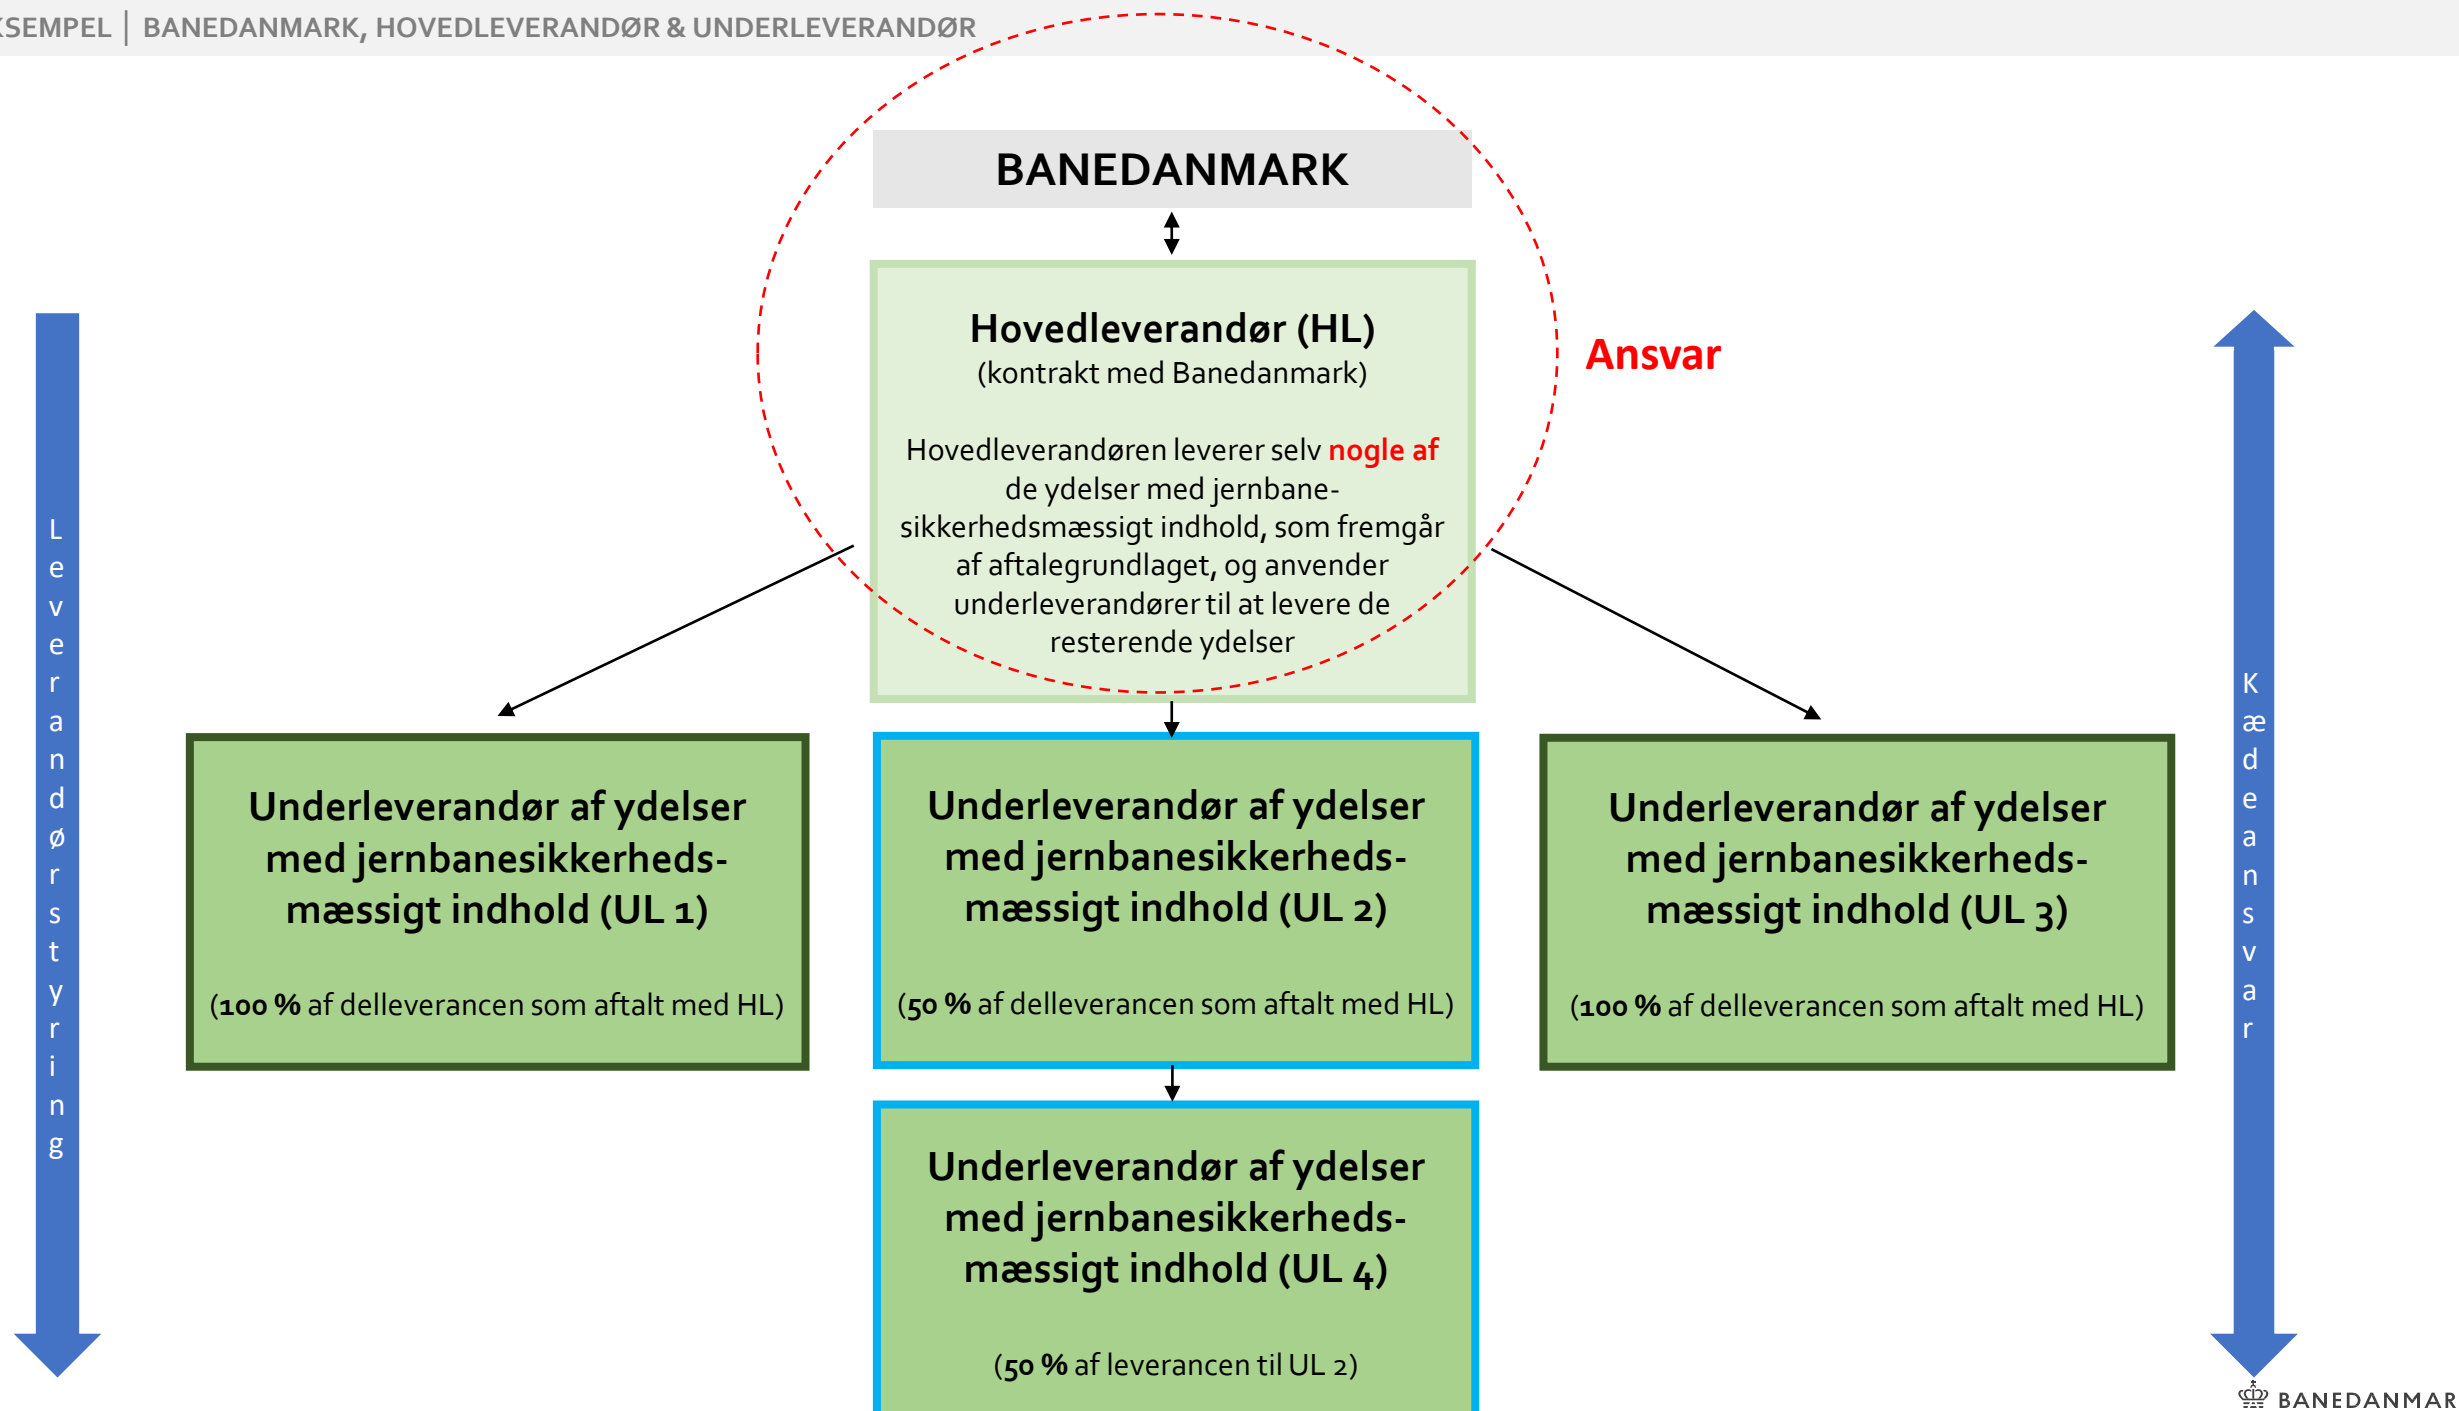 KSEMPEL | BANEDANMARK, HOVEDLEVERANDØR & UNDERLEVERANDØR
BANEDANMARK
Hovedleverandør (HL)
(kontrakt med Banedanmark)
Hovedleverandøren leverer selv nogle af
de ydelser med jernbane-
sikkerhedsmæssigt indhold, som fremgår
af aftalegrundlaget, og anvender
underleverandører til at levere de
resterende ydelser
Ansvar
Leverandørstyring
Kædeansvar
Underleverandør af ydelser
med jernbanesikkerheds-
mæssigt indhold (UL 1)
(100 % af delleverancen som aftalt med HL)
Underleverandør af ydelser
med jernbanesikkerheds-
mæssigt indhold (UL 2)
(50 % af delleverancen som aftalt med HL)
Underleverandør af ydelser
med jernbanesikkerheds-
mæssigt indhold (UL 3)
(100 % af delleverancen som aftalt med HL)
Underleverandør af ydelser
med jernbanesikkerheds-
mæssigt indhold (UL 4)
(50 % af leverancen til UL 2)
BANEDANMAR